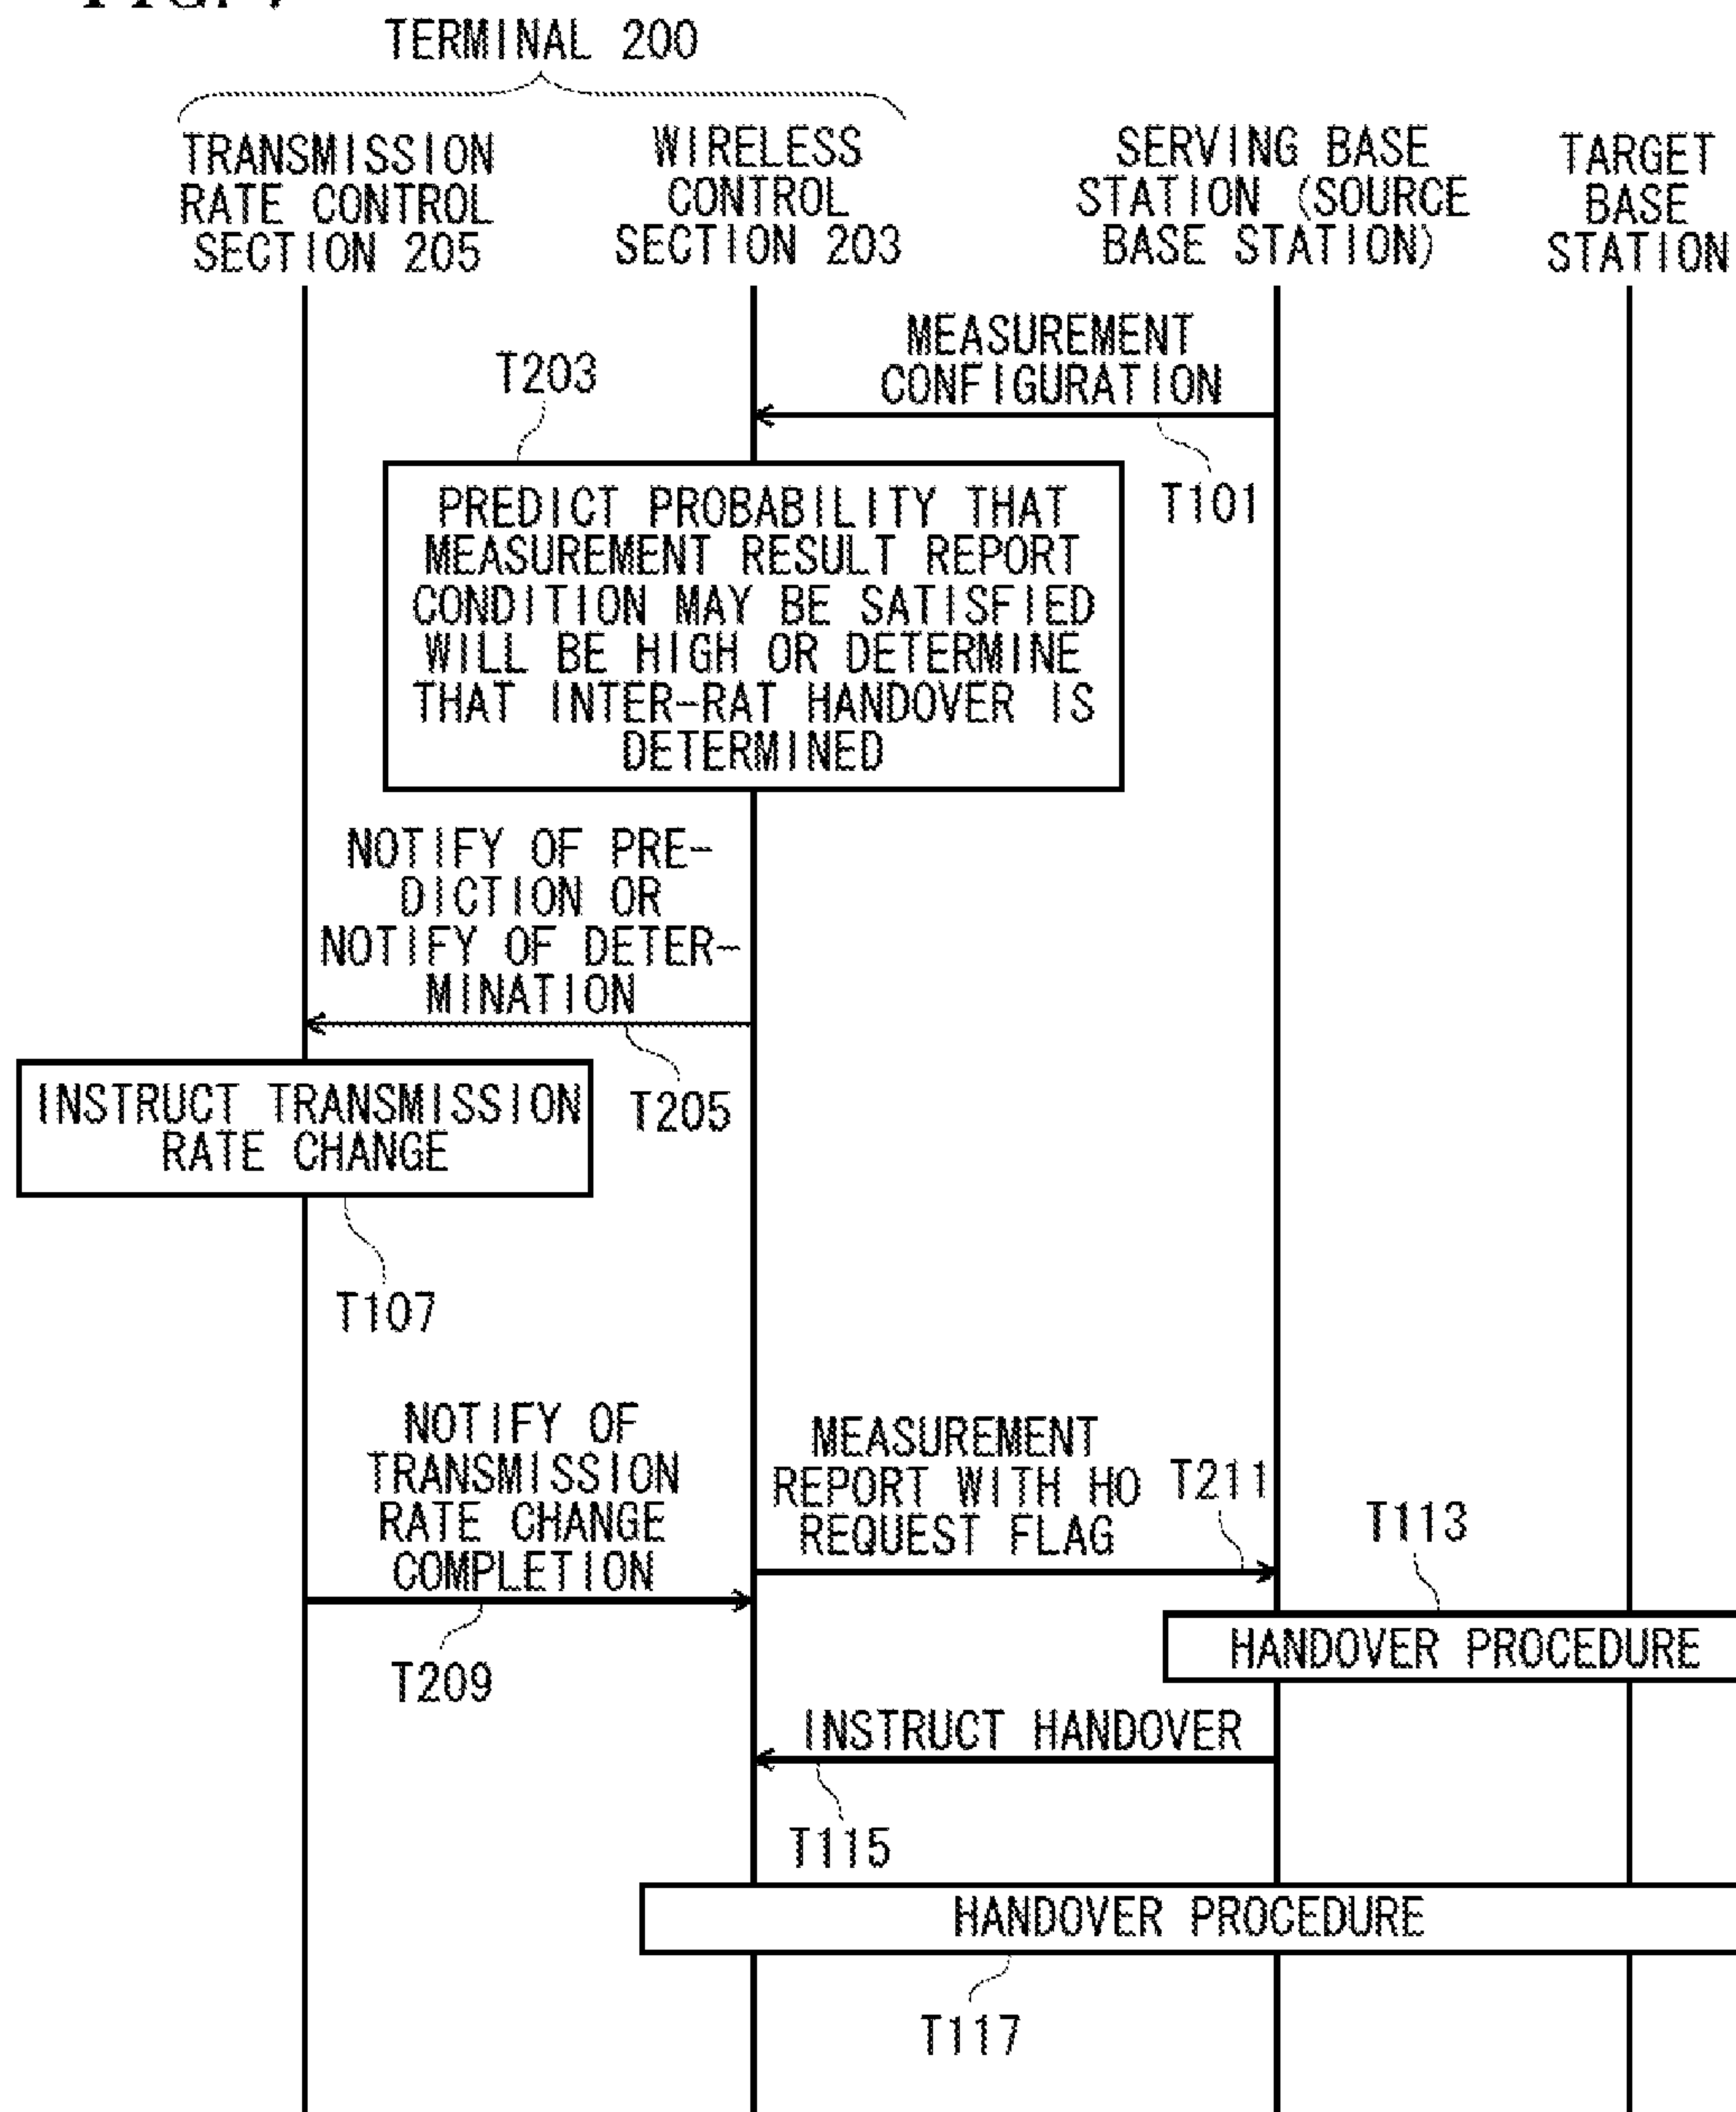 TERMINAL 200
TRANSMISSION
RATE CONTROL
SECTION 205
WIRELESS
CONTROL
SECTION 203
SERVING BASE
STATION (SOURCE
BASE STATION)
TARGET
BASE
STATION
MEASUREMENT
CONFIGURATION
T101
T203
PREDICT PROBABILITY THAT
MEASUREMENT RESULT REPORT
CONDITION MAY BE SATISFIED
WILL BE HIGH OR DETERMINE
THAT INTER-RAT HANDOVER IS
DETERMINED
NOTIFY OF PRE-
DICTION OR
NOTIFY OF DETER-
MINATION
T205
INSTRUCT TRANSMISSION
RATE CHANGE
T107
NOTIFY OF
TRANSMISSION
RATE CHANGE
COMPLETION
T209
MEASUREMENT
REPORT WITH HO
REQUEST FLAG
T211
T113
HANDOVER PROCEDURE
INSTRUCT HANDOVER
T115
HANDOVER PROCEDURE
T117